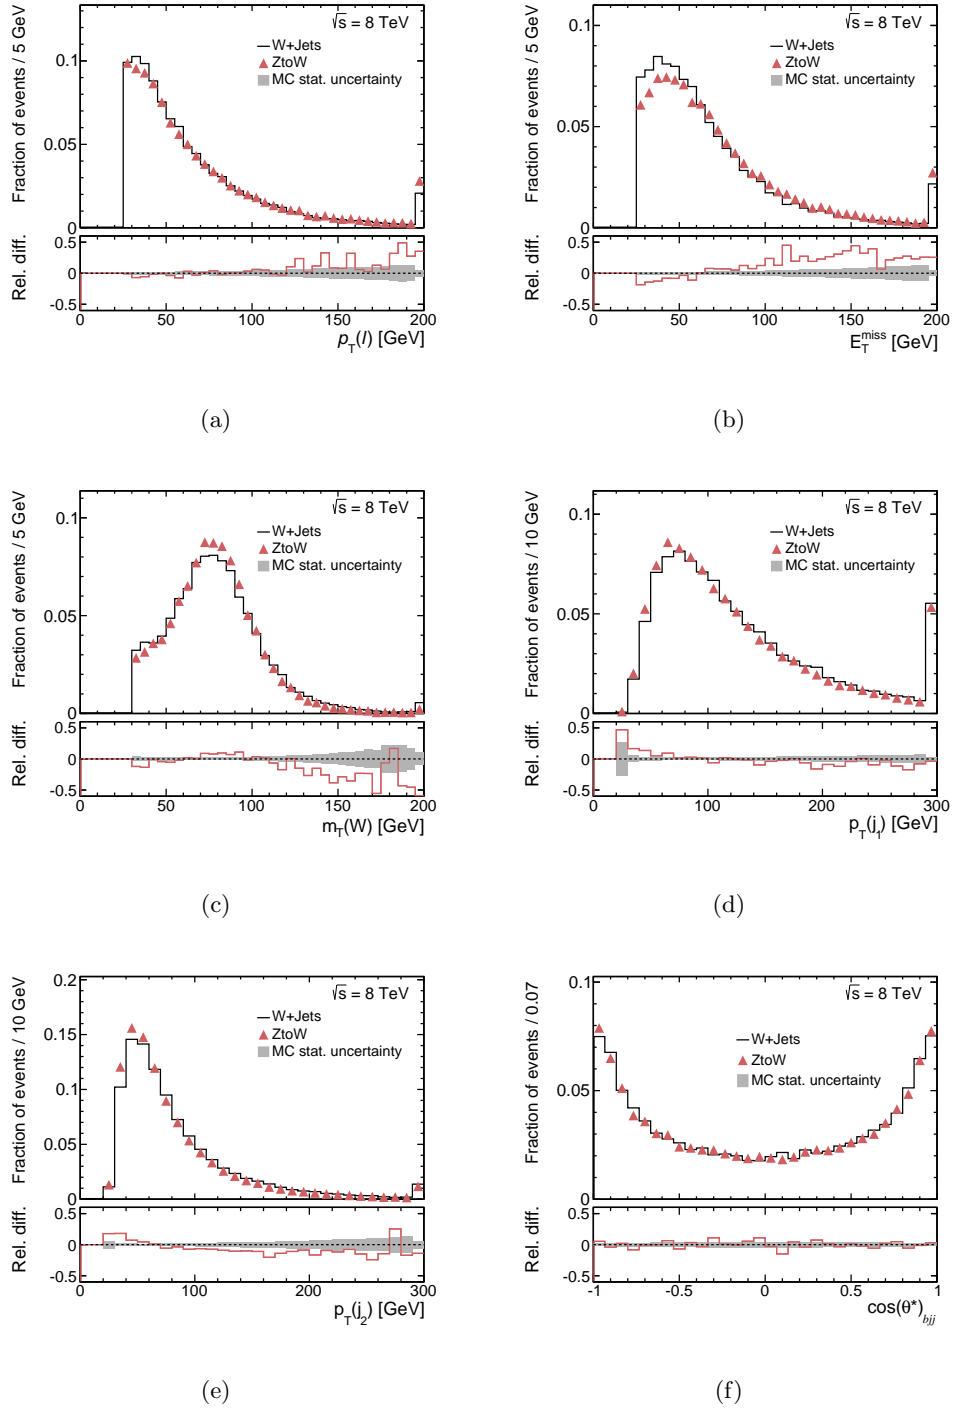 √s = 8 TeV
Fraction of events / 5 GeV
W+Jets
ZtoW
MC stat. uncertainty
0.1
0.05
0
Rel. diff.
0.5
0
-0.5
0 50 100 150 200
p_T(l) [GeV]
(a)
√s = 8 TeV
Fraction of events / 5 GeV
W+Jets
ZtoW
MC stat. uncertainty
0.1
0.05
0
Rel. diff.
0.5
0
-0.5
0 50 100 150 200
E_T^miss [GeV]
(b)
√s = 8 TeV
Fraction of events / 5 GeV
W+Jets
ZtoW
MC stat. uncertainty
0.1
0.05
0
Rel. diff.
0.5
0
-0.5
0 50 100 150 200
m_T(W) [GeV]
(c)
√s = 8 TeV
Fraction of events / 10 GeV
W+Jets
ZtoW
MC stat. uncertainty
0.1
0.05
0
Rel. diff.
0.5
0
-0.5
0 100 200 300
p_T(j_1) [GeV]
(d)
√s = 8 TeV
Fraction of events / 10 GeV
W+Jets
ZtoW
MC stat. uncertainty
0.2
0.15
0.1
0.05
0
Rel. diff.
0.5
0
-0.5
0 100 200 300
p_T(j_2) [GeV]
(e)
√s = 8 TeV
Fraction of events / 0.07
W+Jets
ZtoW
MC stat. uncertainty
0.1
0.05
0
Rel. diff.
0.5
0
-0.5
-1 -0.5 0 0.5 1
cos(θ*)_bjj
(f)